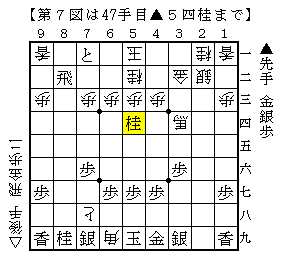 【第７図は47手目▲５四桂まで】
９ ８ ７ ６ ５ ４ ３ ２ １
香 と 王 桂 香 一
飛 桂 金 銀 二
歩 歩 歩 歩 歩 歩 歩 三
桂 馬 四
五
歩 歩 六
歩 歩 歩 歩 歩 歩 七
と 八
香 桂 銀 角 玉 金 銀 香 九
▲先手 金銀歩
△後手 飛金歩二